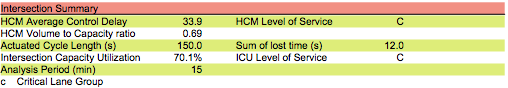 Intersection Summary
HCM Average Control Delay 33.9 HCM Level of Service C
HCM Volume to Capacity ratio 0.69
Actuated Cycle Length (s) 150.0 Sum of lost time (s) 12.0
Intersection Capacity Utilization 70.1% ICU Level of Service C
Analysis Period (min) 15
c Critical Lane Group